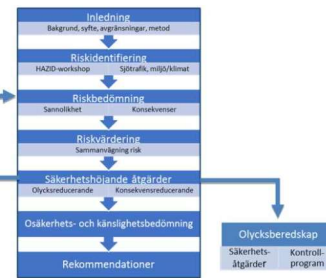 Inledning
Bakgrund, syfte, avgränsningar, metod
Riskidentifiering
HAZID-workshop Sjötrafik, miljö/klimat
Riskbedömning
Sannolikhet Konsekvenser
Riskvärdering
Sammanvägning risk
Säkerhetshöjande åtgärder
Olycksreducerande Konsekvensreducerande
Osäkerhets- och känslighetsbedömning
Rekommendationer
Olycksberedskap
Säkerhets- Kontroll-
åtgärder program